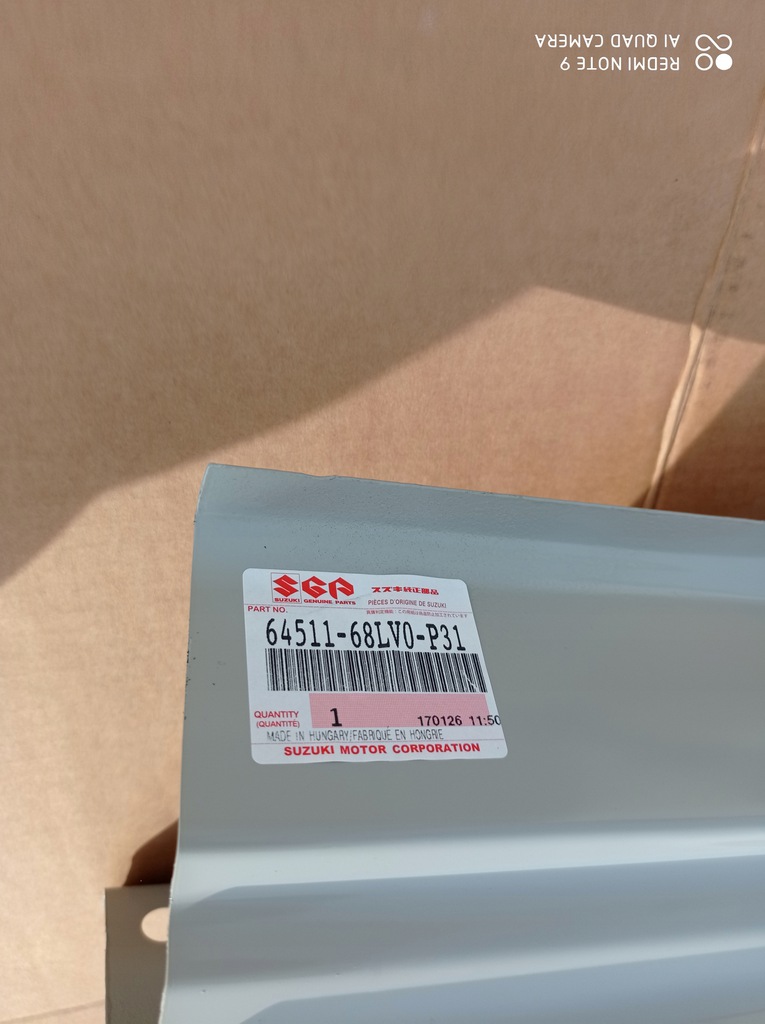 REDMI NOTE 9
AI QUAD CAMERA
SGP
SUZUKI GENUINE PARTS
スズキ純正部品
PIÈCES D'ORIGINE DE SUZUKI
PART NO.
64511-68LV0-P31
QUANTITY
(QUANTITÉ)
1
170126 11:50
MADE IN HUNGARY/FABRIQUÉ EN HONGRIE
SUZUKI MOTOR CORPORATION